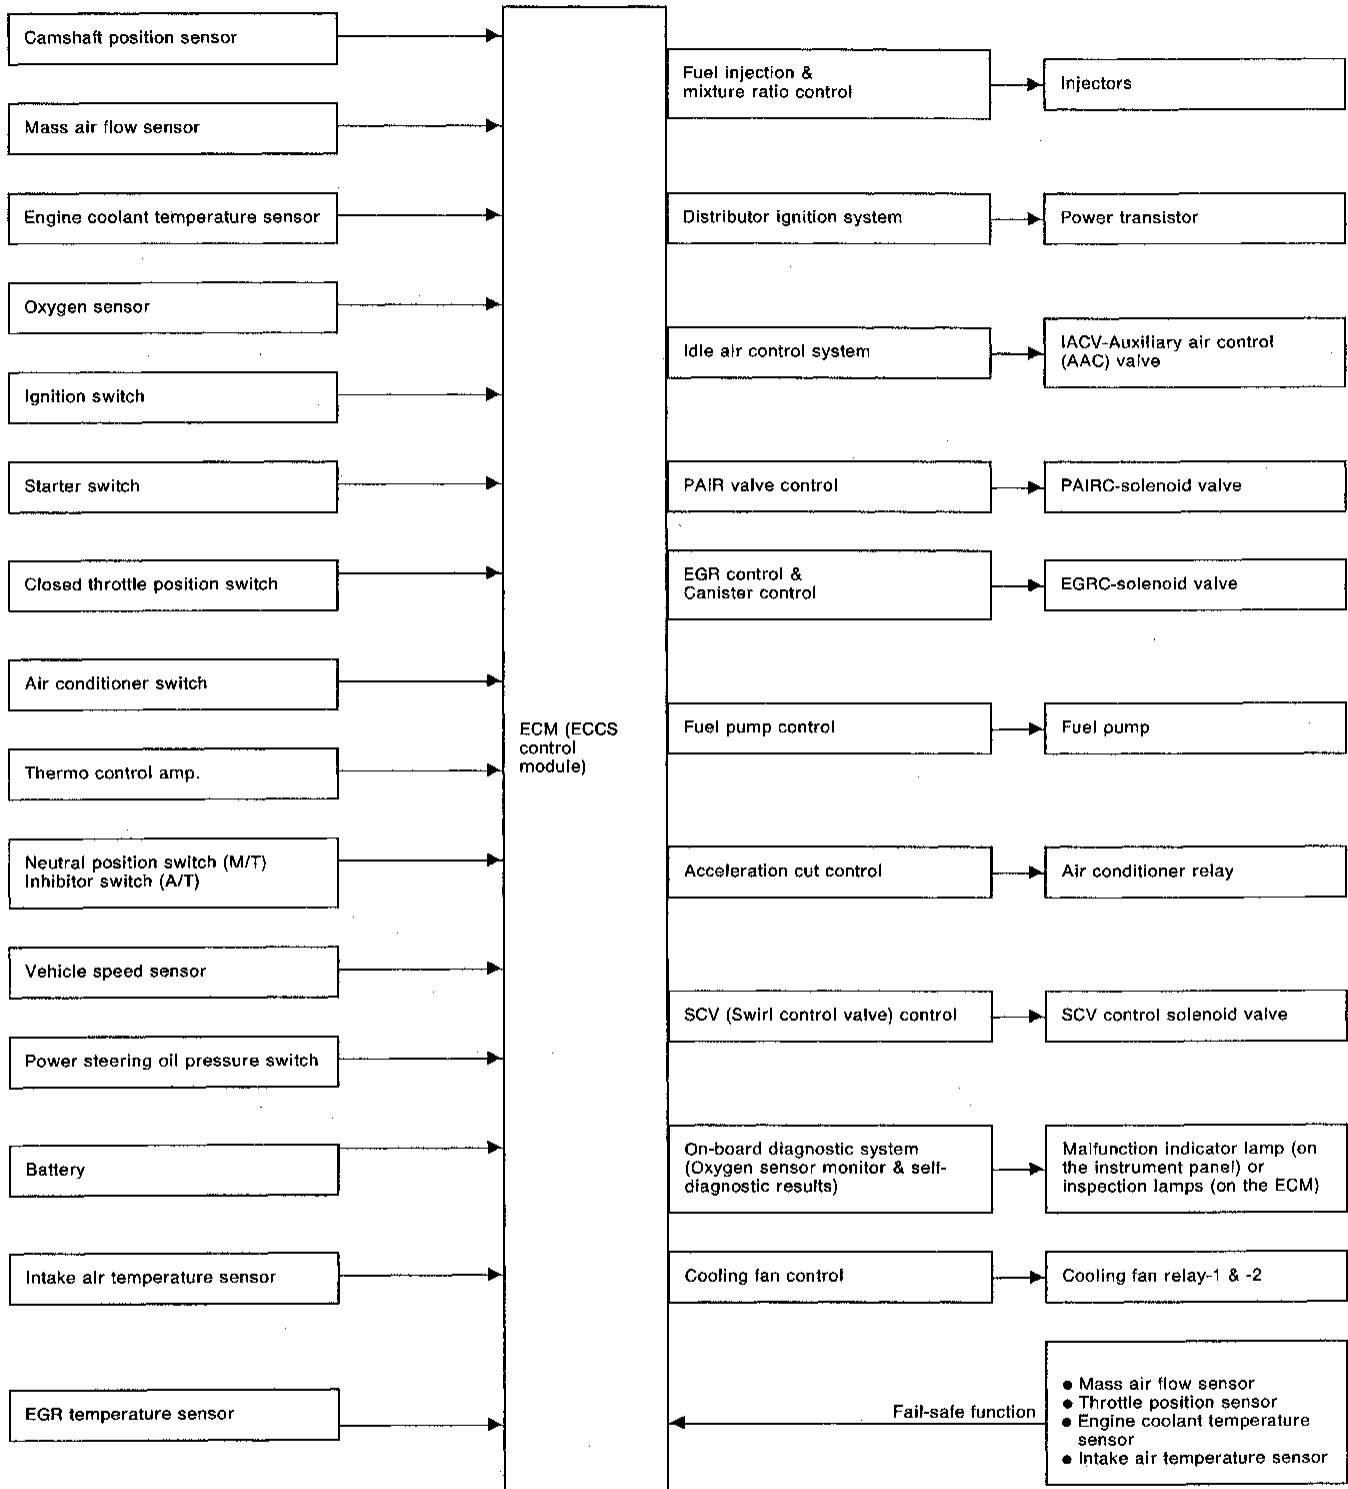 Camshaft position sensor
Mass air flow sensor
Engine coolant temperature sensor
Oxygen sensor
Ignition switch
Starter switch
Closed throttle position switch
Air conditioner switch
Thermo control amp.
Neutral position switch (M/T)
Inhibitor switch (A/T)
Vehicle speed sensor
Power steering oil pressure switch
Battery
Intake air temperature sensor
EGR temperature sensor
ECM (ECCS
control
module)
Fuel injection &
mixture ratio control
Injectors
Distributor ignition system
Power transistor
Idle air control system
IACV-Auxiliary air control
(AAC) valve
PAIR valve control
PAIRC-solenoid valve
EGR control &
Canister control
EGRC-solenoid valve
Fuel pump control
Fuel pump
Acceleration cut control
Air conditioner relay
SCV (Swirl control valve) control
SCV control solenoid valve
On-board diagnostic system
(Oxygen sensor monitor & self-
diagnostic results)
Malfunction indicator lamp (on
the instrument panel) or
inspection lamps (on the ECM)
Cooling fan control
Cooling fan relay-1 & -2
Fail-safe function
● Mass air flow sensor
● Throttle position sensor
● Engine coolant temperature
sensor
● Intake air temperature sensor